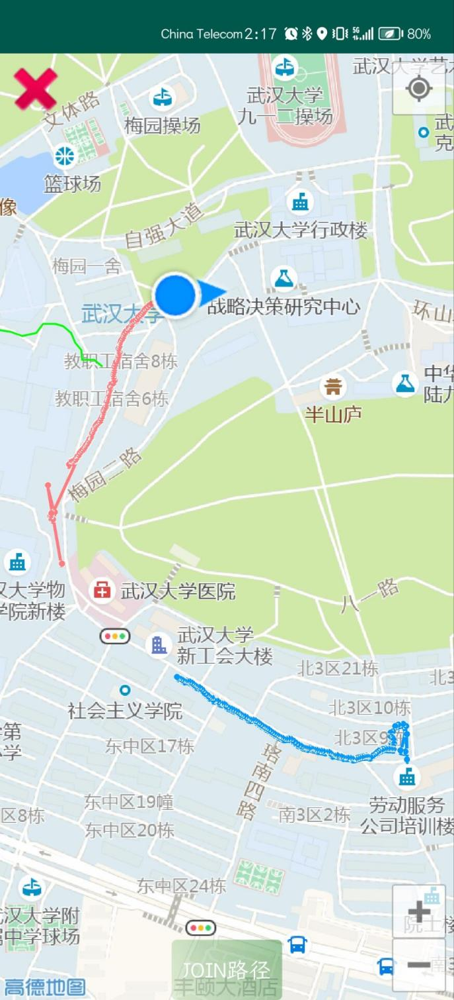 China Telecom 2:17 5G 80%
文体路
梅园操场
武汉大学
九一二操场
武汉大学艺术
武
克
篮球场
像
自强大道
武汉大学行政楼
梅园一舍
武汉大学
战略决策研究中心
环山
教职工宿舍8栋
中华
陆九
教职工宿舍6栋
半山庐
梅园二路
汉大学物
学院新楼
武汉大学医院
八一路
武汉大学
新工会大楼
北3区21栋
北3
社会主义学院
北3区10栋
第
小学
东中区17栋
北3区9栋
珞南四路
东中区19幢
区8栋
南3区2栋
劳动服务
公司培训楼
东中区20栋
东中区24栋
汉大学附
属中学球场
院士楼
JOIN路径
南3
高德地图
丰颐大酒店